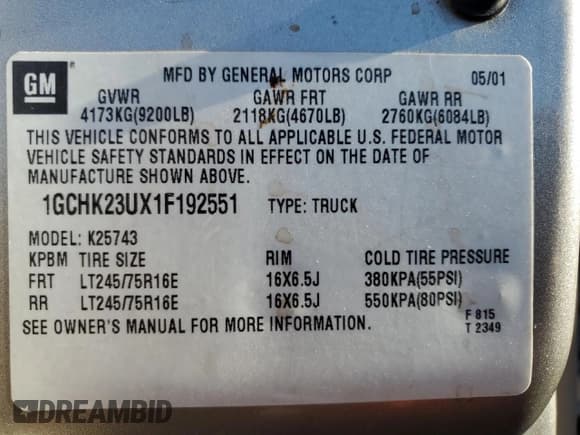 GM ®
MFD BY GENERAL MOTORS CORP 05/01
GVWR GAWR FRT GAWR RR
4173KG(9200LB) 2118KG(4670LB) 2760KG(6084LB)
THIS VEHICLE CONFORMS TO ALL APPLICABLE U.S. FEDERAL MOTOR
VEHICLE SAFETY STANDARDS IN EFFECT ON THE DATE OF
MANUFACTURE SHOWN ABOVE.
1GCHK23UX1F192551 TYPE: TRUCK
MODEL: K25743
KPBM TIRE SIZE RIM COLD TIRE PRESSURE
FRT LT245/75R16E 16X6.5J 380KPA(55PSI)
RR LT245/75R16E 16X6.5J 550KPA(80PSI)
SEE OWNER'S MANUAL FOR MORE INFORMATION.
F 815
T 2349
DREAMBID